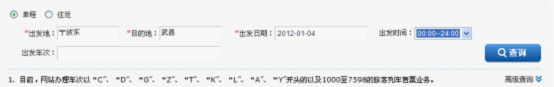 单程 往返
*出发地: 宁波东 *目的地: 武昌 *出发日期: 2012-01-04 出发时间: 00:00--24:00
出发车次: 查询
1、目前，网站办理车次以“C”、“D”、“G”、“Z”、“T”、“K”、“L”、“A”、“Y”开头的以及1000至7598的旅客列车售票业务。 高级查询